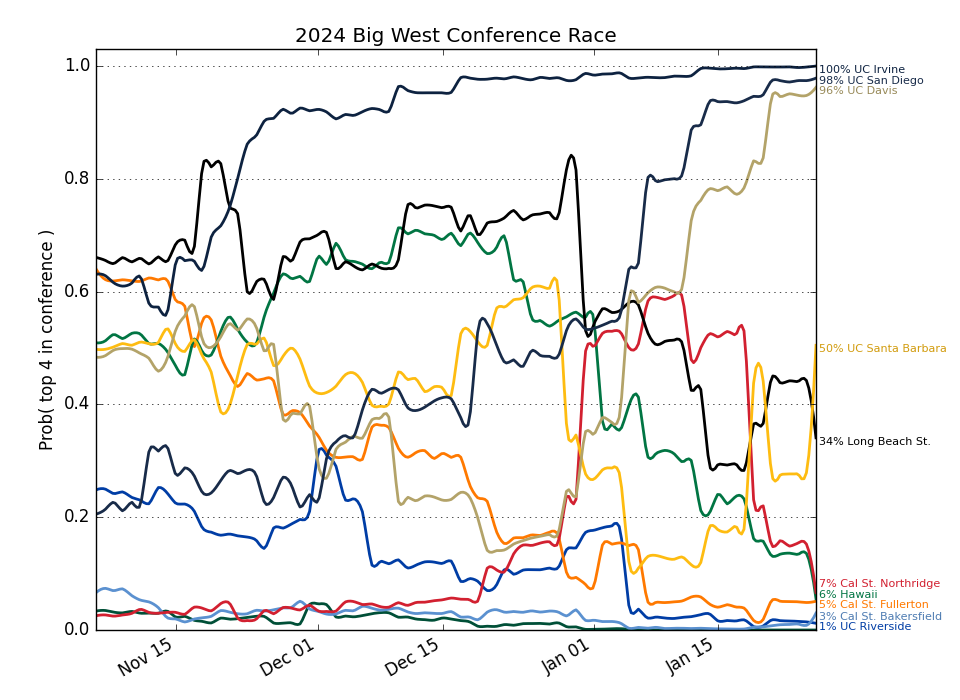 2024 Big West Conference Race
Prob( top 4 in conference )
1.0
0.8
0.6
0.4
0.2
0.0
Nov 15
Dec 01
Dec 15
Jan 01
Jan 15
100% UC Irvine
98% UC San Diego
96% UC Davis
50% UC Santa Barbara
34% Long Beach St.
7% Cal St. Northridge
6% Hawaii
5% Cal St. Fullerton
3% Cal St. Bakersfield
1% UC Riverside